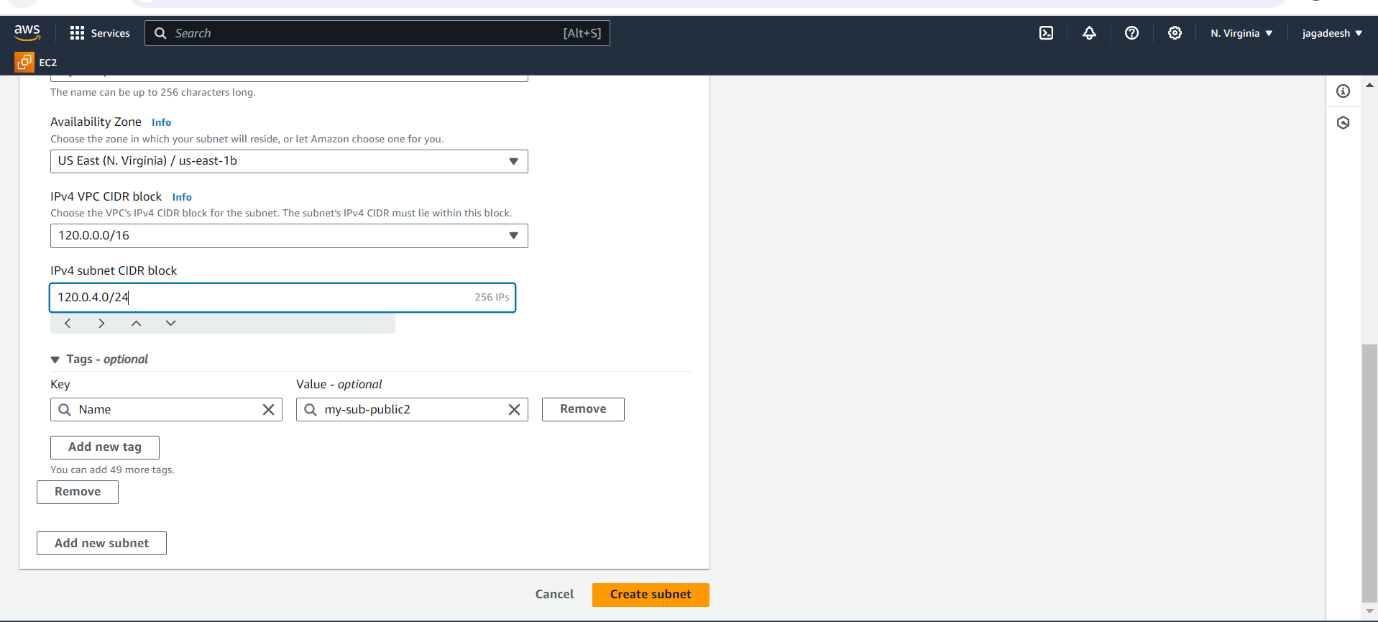 aws Services Search [Alt+S] N. Virginia ▼ jagadeesh ▼
EC2
The name can be up to 256 characters long.
Availability Zone Info
Choose the zone in which your subnet will reside, or let Amazon choose one for you.
US East (N. Virginia) / us-east-1b
IPv4 VPC CIDR block Info
Choose the VPC's IPv4 CIDR block for the subnet. The subnet's IPv4 CIDR must lie within this block.
120.0.0.0/16
IPv4 subnet CIDR block
120.0.4.0/24 256 IPs
Tags - optional
Key Value - optional
Name my-sub-public2 Remove
Add new tag
You can add 49 more tags.
Remove
Add new subnet
Cancel Create subnet